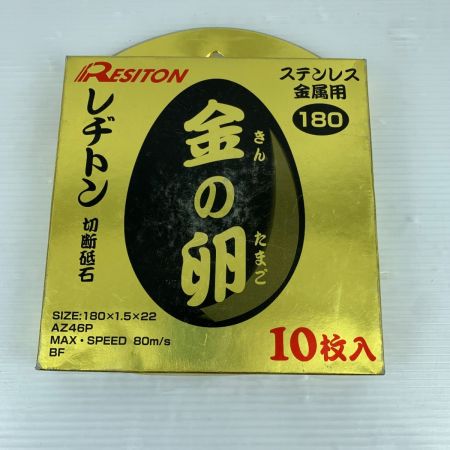 RESITON
ステンレス
金属用
180
レヂトン
切断砥石
金の卵
きん
たまご
SIZE:180×1.5×22
AZ46P
MAX・SPEED 80m/s
BF
10枚入